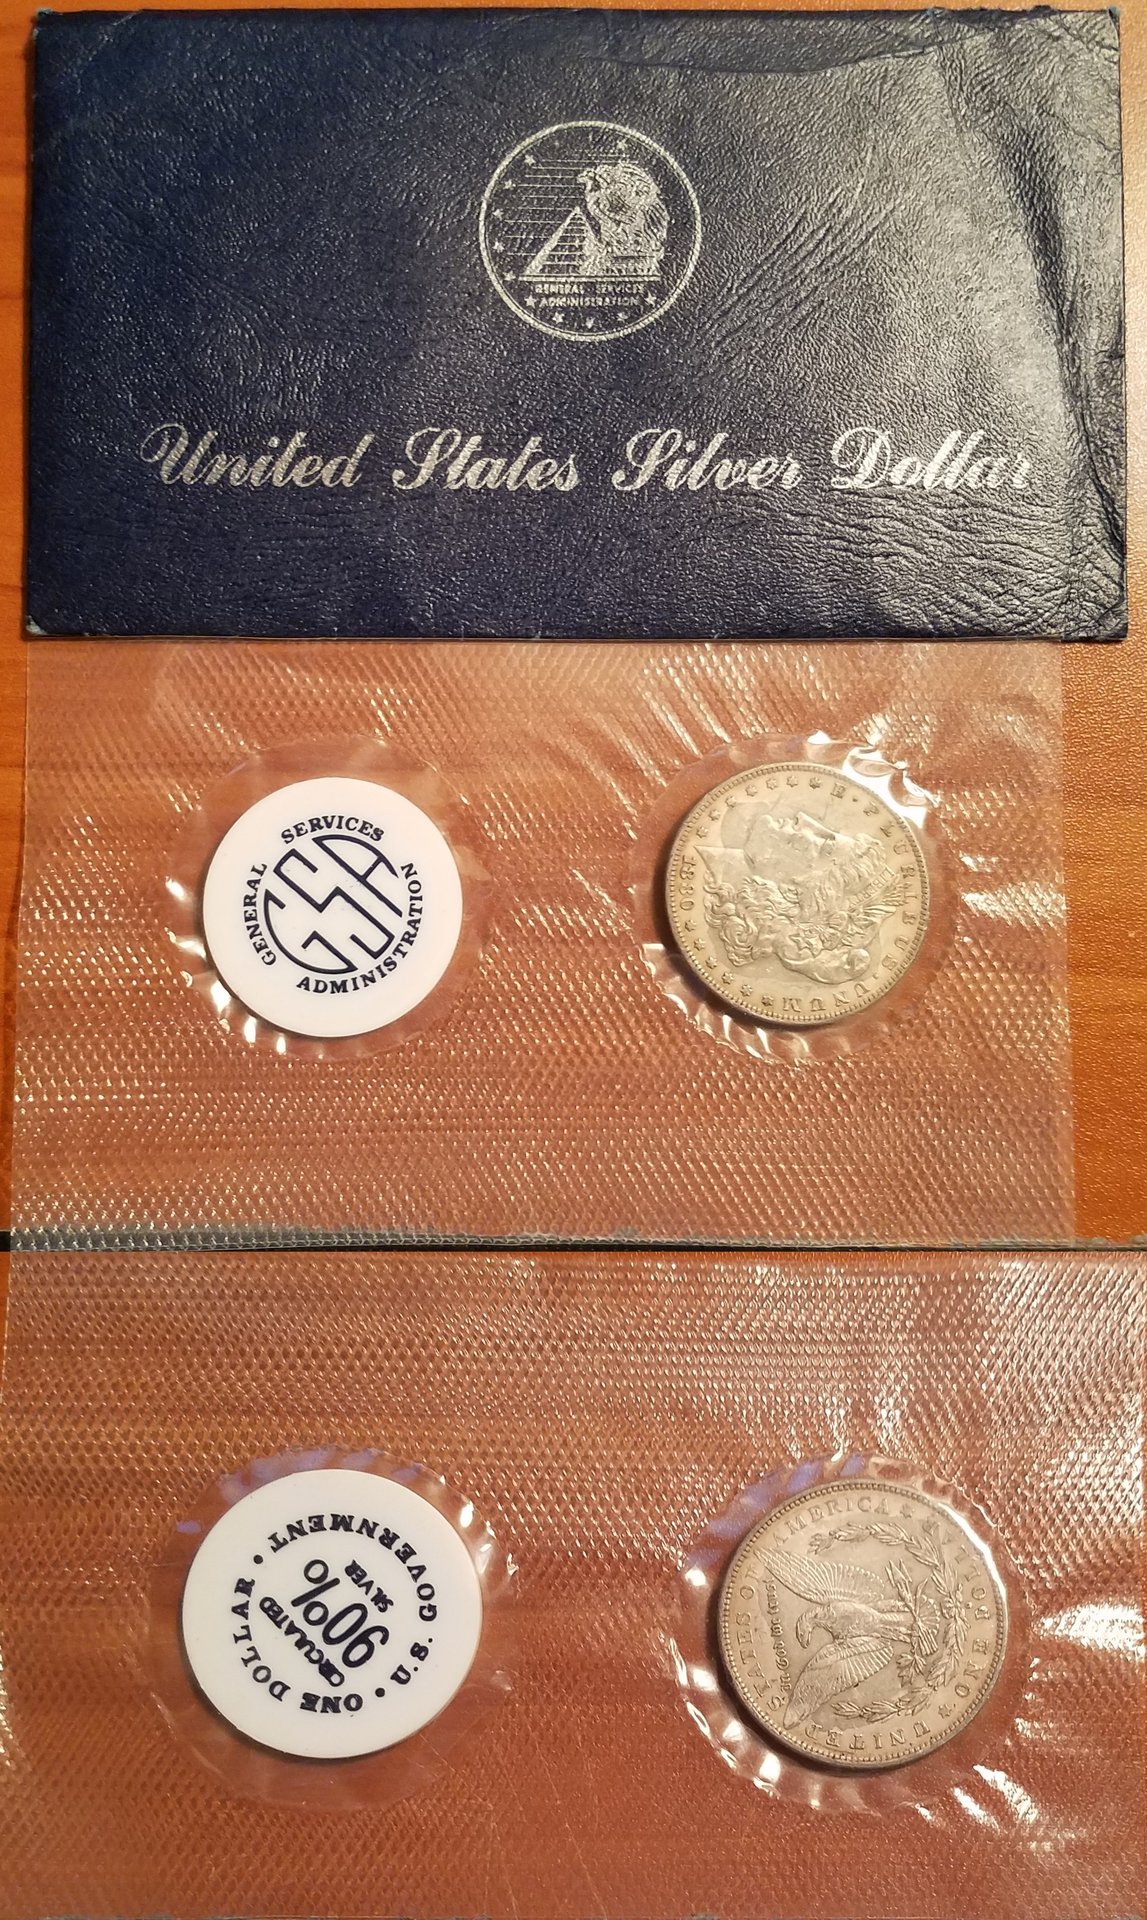 GENERAL SERVICES
ADMINISTRATION
United States Silver Dollar
GENERAL SERVICES ADMINISTRATION
GSA
E·PLURIBUS·UNUM
1880
ONE DOLLAR • U.S. GOVERNMENT •
CIRCULATED
90%
SILVER
UNITED STATES OF AMERICA
In God we trust
ONE DOLLAR